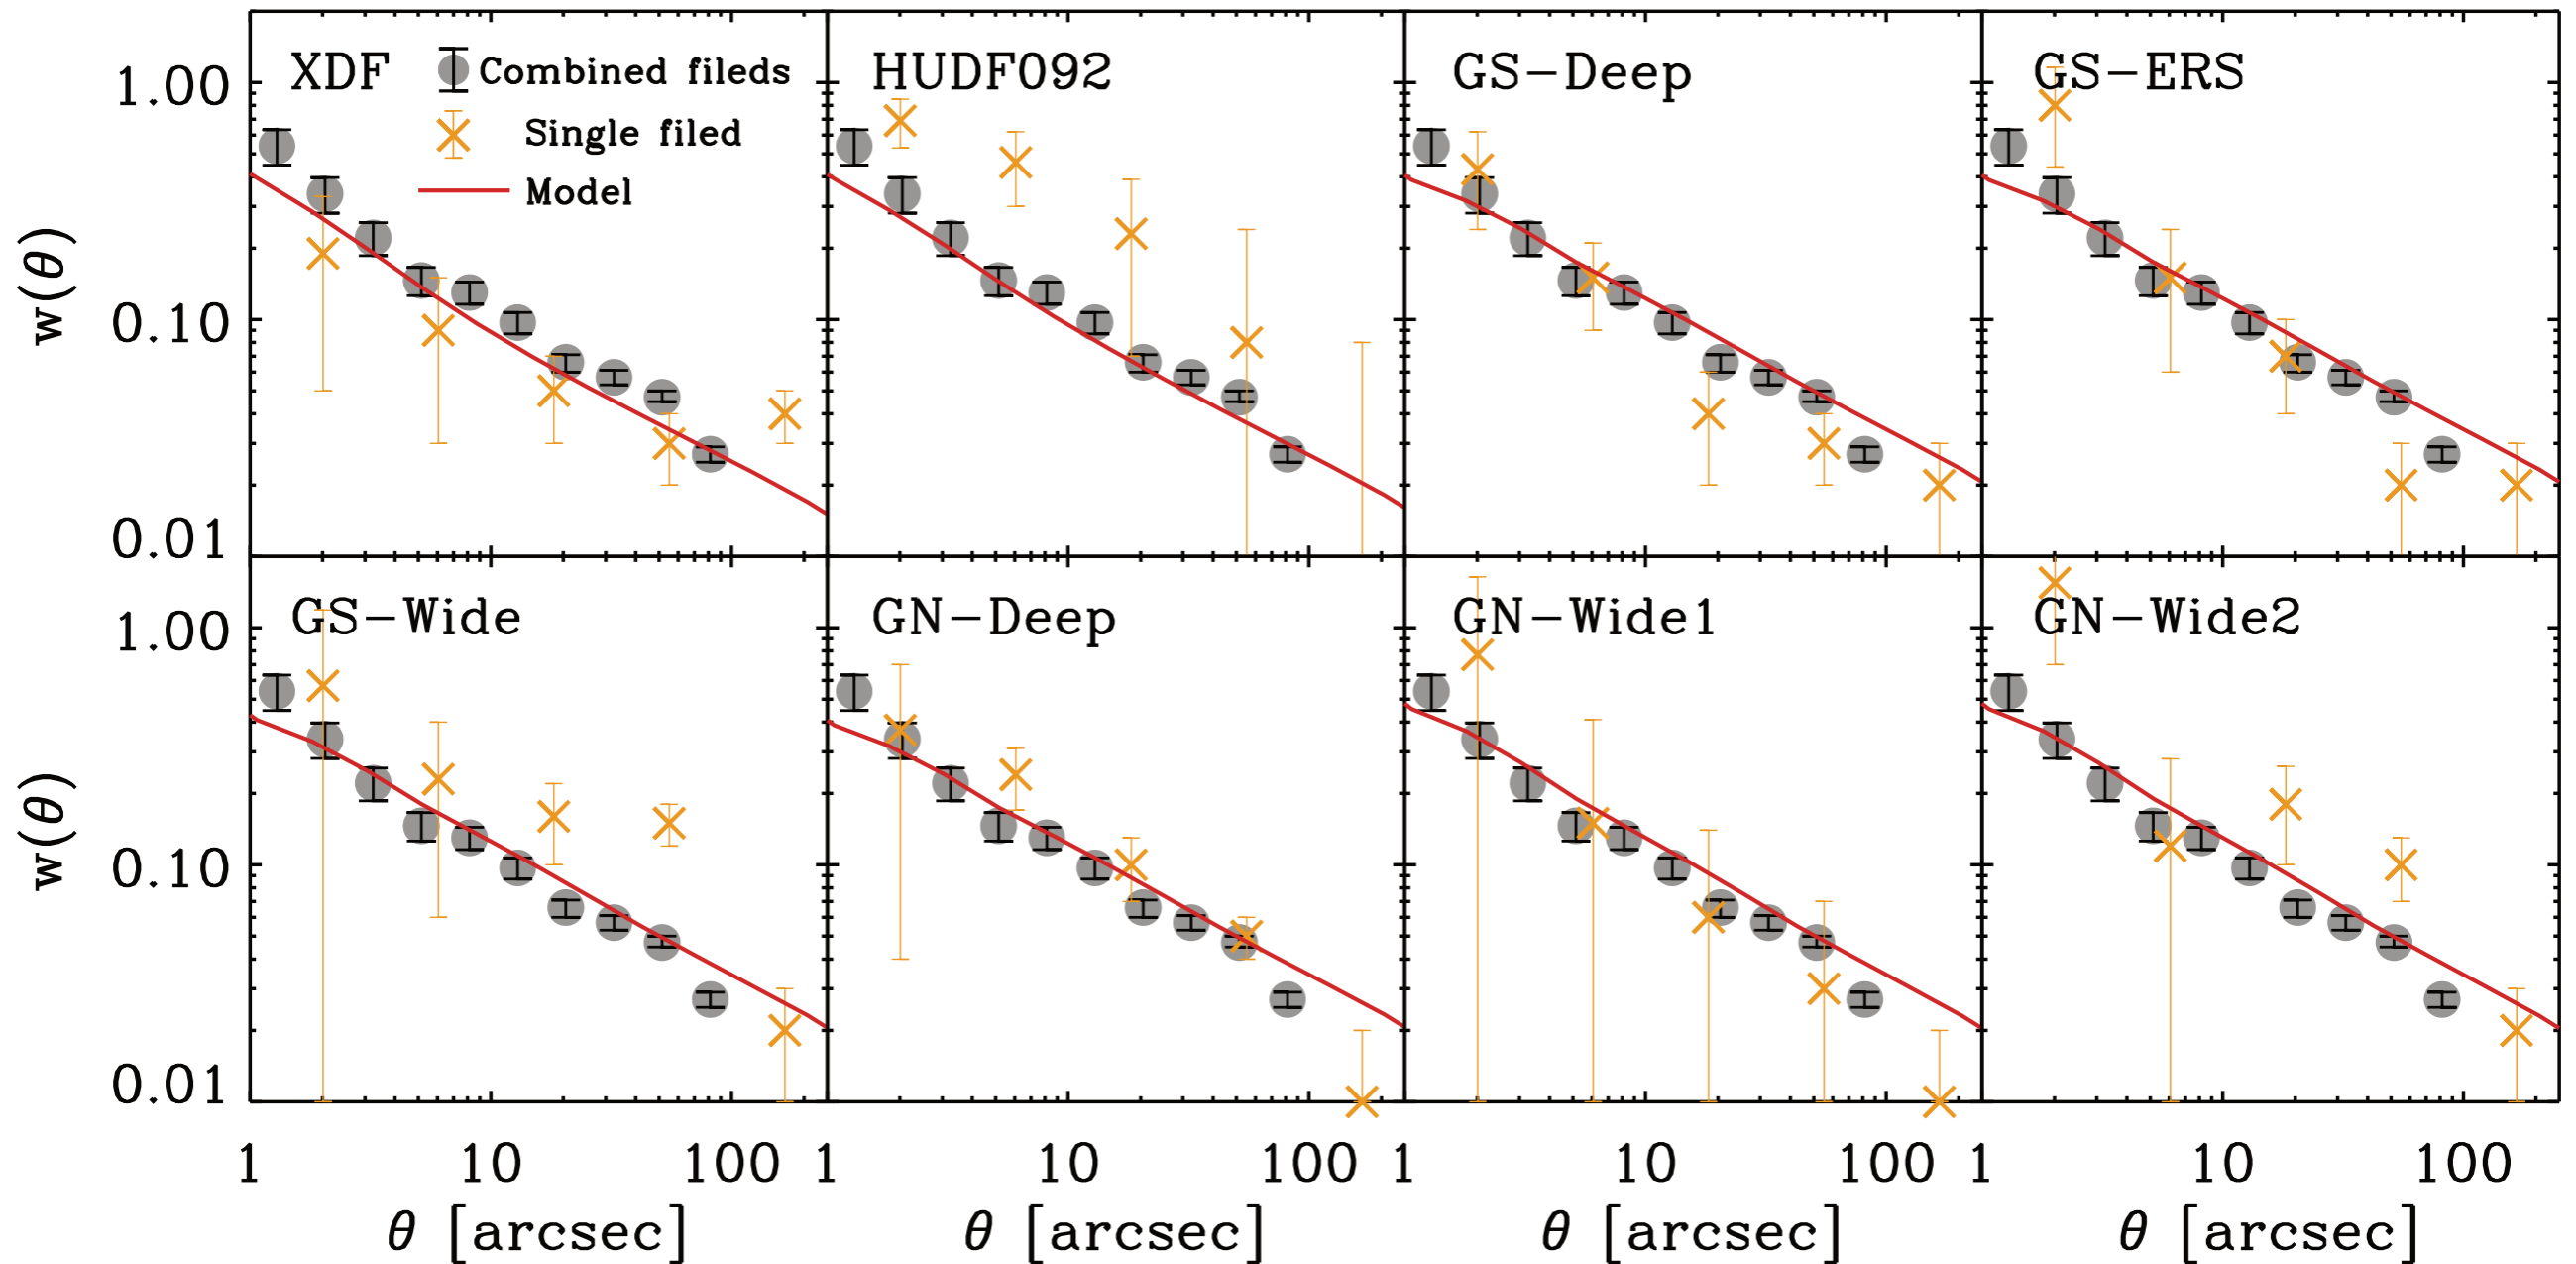 XDF
Combined fileds
Single filed
Model
HUDF092
GS-Deep
GS-ERS
1.00
0.10
0.01
w(θ)
GS-Wide
GN-Deep
GN-Wide1
GN-Wide2
1.00
0.10
0.01
w(θ)
1 10 100 1 10 100 1 10 100 1 10 100
θ [arcsec] θ [arcsec] θ [arcsec] θ [arcsec]